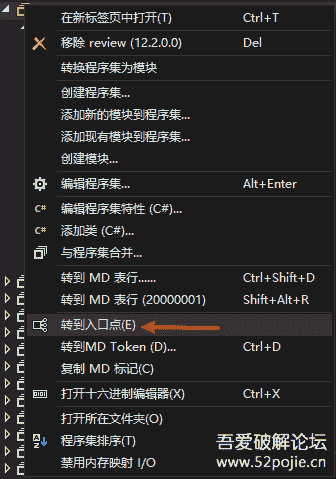 在新标签页中打开(T) Ctrl+T
移除 review (12.2.0.0) Del
转换程序集为模块
创建程序集...
添加新的模块到程序集...
添加现有模块到程序集...
创建模块...
编辑程序集... Alt+Enter
C# 编辑程序集特性 (C#)...
C# 添加类 (C#)...
与程序集合并...
转到 MD 表行...... Ctrl+Shift+D
转到 MD 表行 (20000001) Shift+Alt+R
转到入口点(E)
转到MD Token (D)... Ctrl+D
复制 MD 标记(C)
打开十六进制编辑器(X) Ctrl+X
打开所在文件夹(O)
程序集排序(T)
禁用内存映射 I/O
吾爱破解论坛
www.52pojie.cn